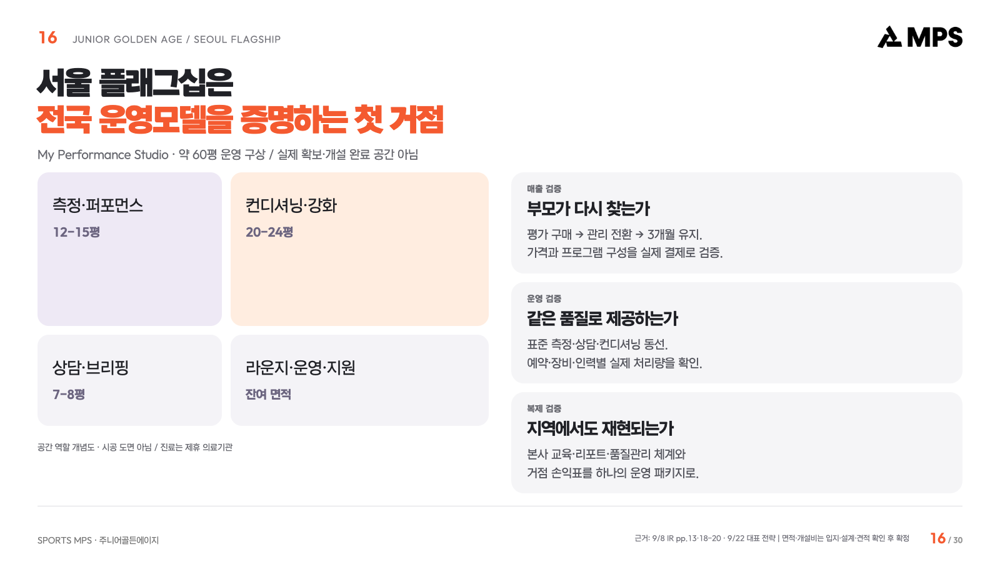 16 JUNIOR GOLDEN AGE / SEOUL FLAGSHIP
MPS
서울 플래그십은
전국 운영모델을 증명하는 첫 거점
My Performance Studio · 약 60평 운영 구상 / 실제 확보·개설 완료 공간 아님
측정·퍼포먼스
12–15평
컨디셔닝·강화
20–24평
상담·브리핑
7–8평
라운지·운영·지원
잔여 면적
공간 역할 개념도 · 시공 도면 아님 / 진료는 제휴 의료기관
매출 검증
부모가 다시 찾는가
평가 구매 → 관리 전환 → 3개월 유지.
가격과 프로그램 구성을 실제 결제로 검증.
운영 검증
같은 품질로 제공하는가
표준 측정·상담·컨디셔닝 동선.
예약·장비·인력별 실제 처리량을 확인.
복제 검증
지역에서도 재현되는가
본사 교육·리포트·품질관리 체계와
거점 손익표를 하나의 운영 패키지로.
SPORTS MPS · 주니어골든에이지
근거: 9/8 IR pp.13·18–20 · 9/22 대표 전략 | 면적·개설비는 입지·설계·견적 확인 후 확정
16 / 30